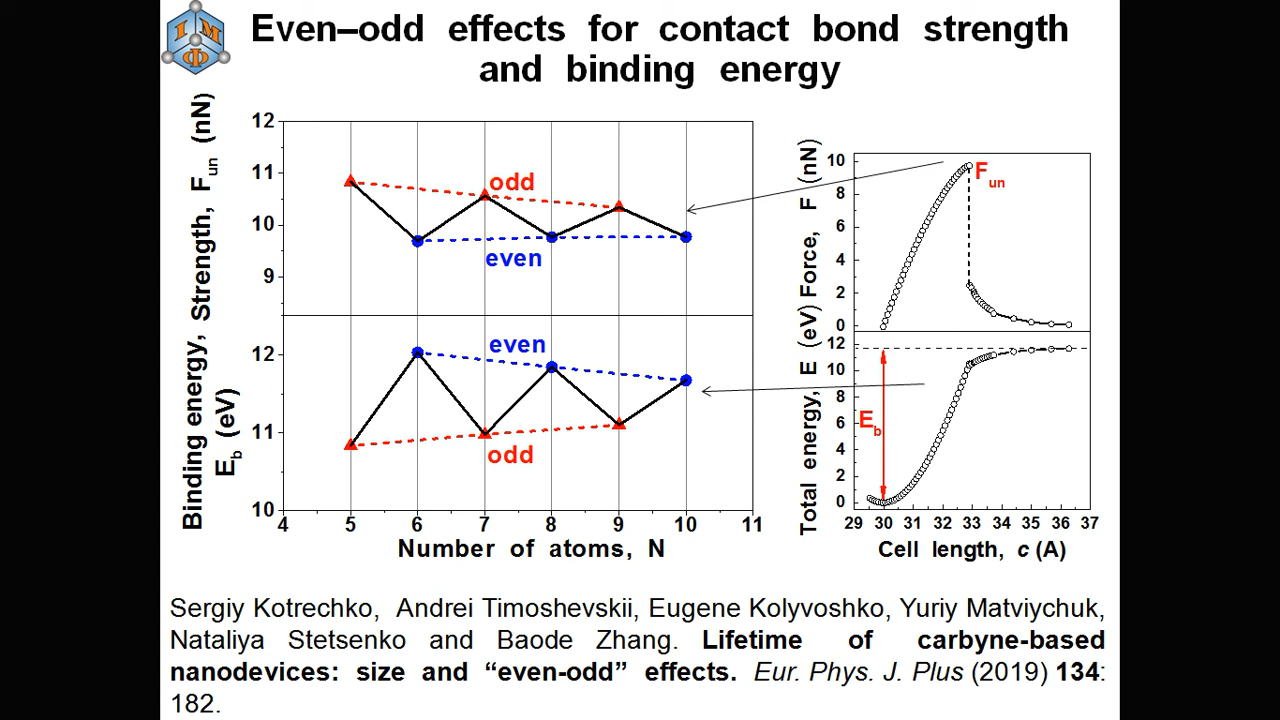 І М Ф
Even–odd effects for contact bond strength
and binding energy
Strength, Fun (nN)
12
11
10
9
odd
even
Binding energy, Eb (eV)
12
11
10
even
odd
4 5 6 7 8 9 10 11
Number of atoms, N
Force, F (nN)
10
8
6
4
2
0
Fun
Total energy, E (eV)
12
10
8
6
4
2
0
Eb
29 30 31 32 33 34 35 36 37
Cell length, c (A)
Sergiy Kotrechko, Andrei Timoshevskii, Eugene Kolyvoshko, Yuriy Matviychuk,
Nataliya Stetsenko and Baode Zhang. Lifetime of carbyne-based
nanodevices: size and “even-odd” effects. Eur. Phys. J. Plus (2019) 134:
182.